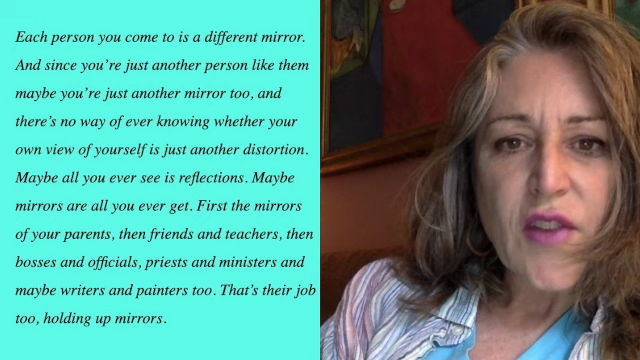 Each person you come to is a different mirror.
And since you're just another person like them
maybe you're just another mirror too, and
there's no way of ever knowing whether your
own view of yourself is just another distortion.
Maybe all you ever see is reflections. Maybe
mirrors are all you ever get. First the mirrors
of your parents, then friends and teachers, then
bosses and officials, priests and ministers and
maybe writers and painters too. That's their job
too, holding up mirrors.